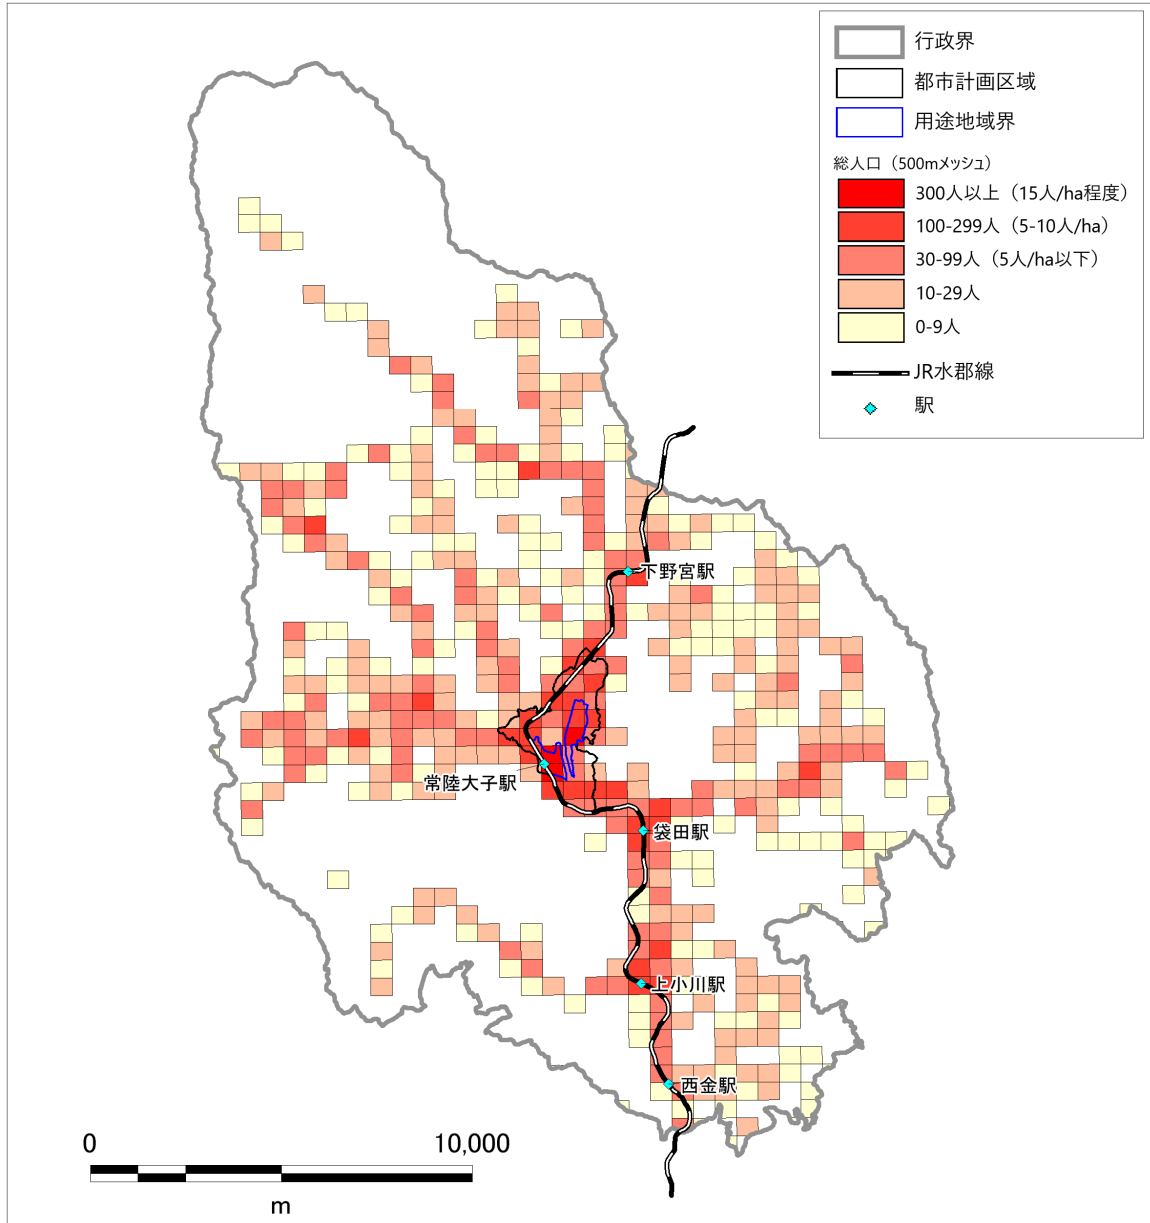 行政界
都市計画区域
用途地域界
総人口（500mメッシュ）
300人以上（15人/ha程度）
100-299人（5-10人/ha）
30-99人（5人/ha以下）
10-29人
0-9人
JR水郡線
駅
下野宮駅
常陸大子駅
袋田駅
上小川駅
西金駅
0 10,000
m